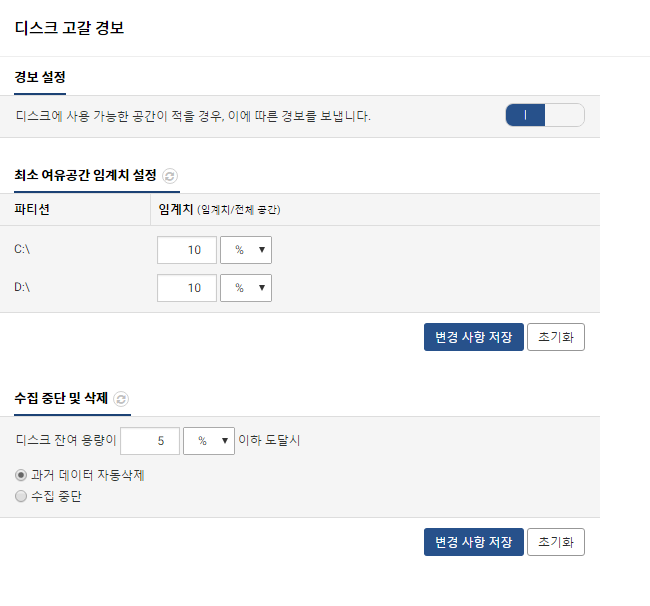 디스크 고갈 경보
경보 설정
디스크에 사용 가능한 공간이 적을 경우, 이에 따른 경보를 보냅니다.
최소 여유공간 임계치 설정
파티션 임계치 (임계치/전체 공간)
C:\ 10 %
D:\ 10 %
변경 사항 저장 초기화
수집 중단 및 삭제
디스크 잔여 용량이 5 % 이하 도달시
과거 데이터 자동삭제
수집 중단
변경 사항 저장 초기화